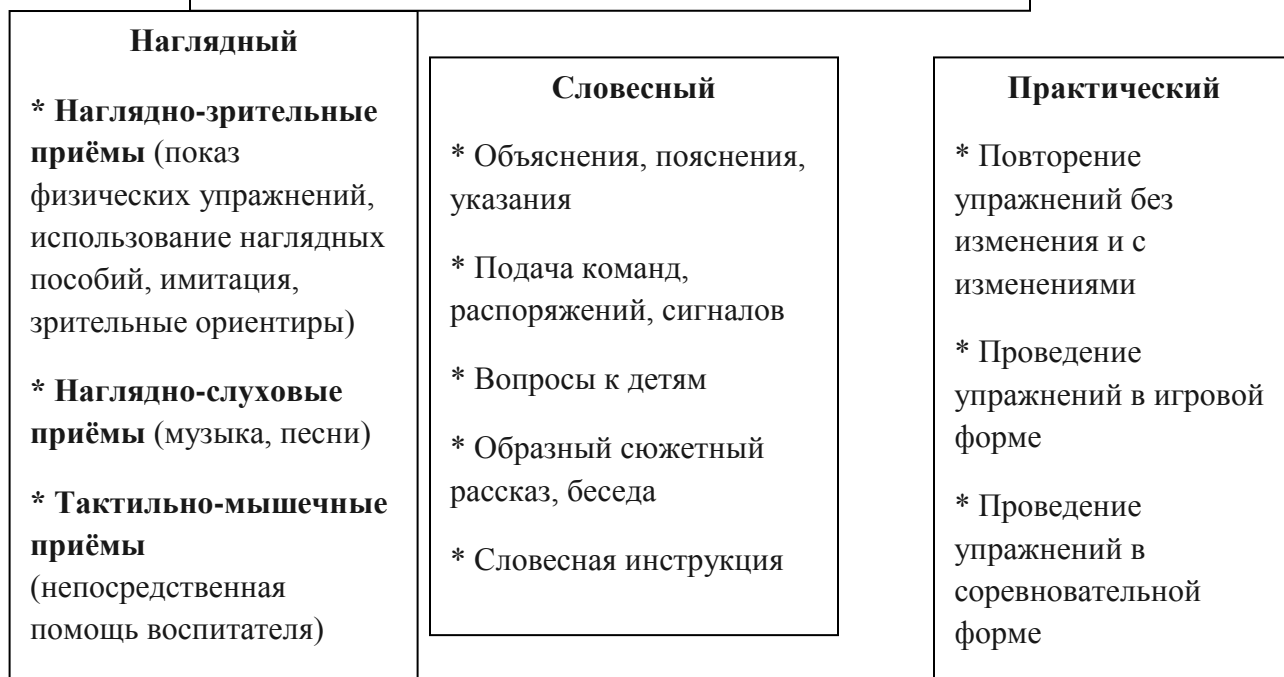 Наглядный
* Наглядно-зрительные
приёмы (показ
физических упражнений,
использование наглядных
пособий, имитация,
зрительные ориентиры)
* Наглядно-слуховые
приёмы (музыка, песни)
* Тактильно-мышечные
приёмы
(непосредственная
помощь воспитателя)
Словесный
* Объяснения, пояснения,
указания
* Подача команд,
распоряжений, сигналов
* Вопросы к детям
* Образный сюжетный
рассказ, беседа
* Словесная инструкция
Практический
* Повторение
упражнений без
изменения и с
изменениями
* Проведение
упражнений в игровой
форме
* Проведение
упражнений в
соревновательной
форме